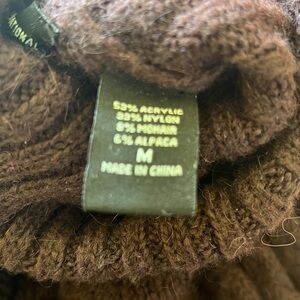 53% ACRYLIC
33% NYLON
8% MOHAIR
6% ALPACA
M
MADE IN CHINA